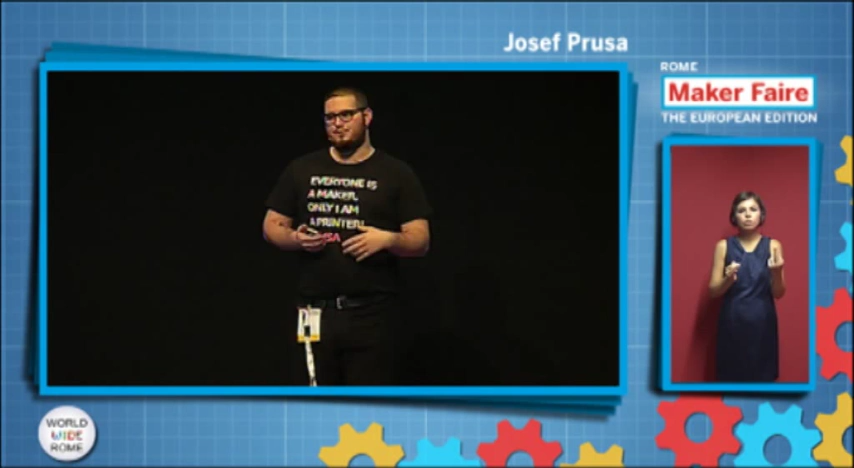 Josef Prusa
ROME
Maker Faire
THE EUROPEAN EDITION
EVERYONE IS
A MAKER,
ONLY I AM
A PRINTER!
WORLD
WIDE
ROME